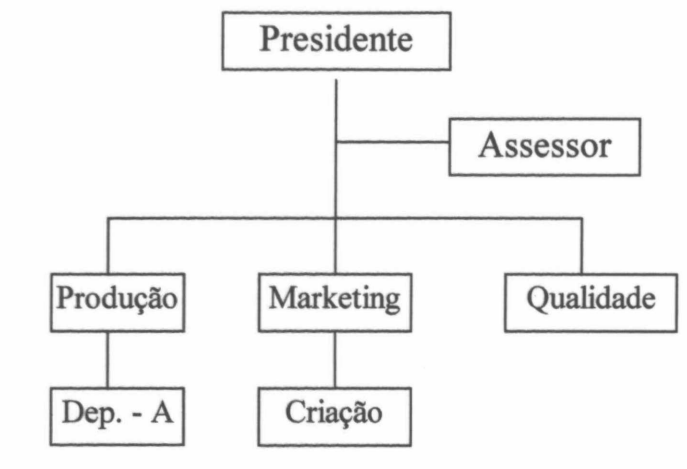 Presidente
Assessor
Produção
Marketing
Qualidade
Dep. - A
Criação